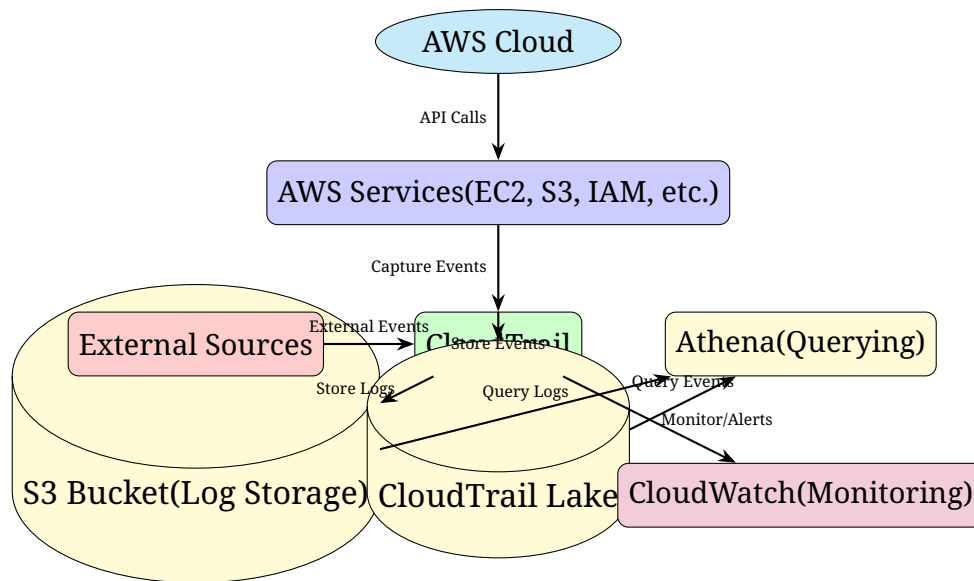 AWS Cloud
API Calls
AWS Services(EC2, S3, IAM, etc.)
Capture Events
External Sources
External Events
CloudTrail
Store Events
Athena(Querying)
Store Logs
Query Logs
Query Events
Monitor/Alerts
S3 Bucket(Log Storage)
CloudTrail Lake
CloudWatch(Monitoring)